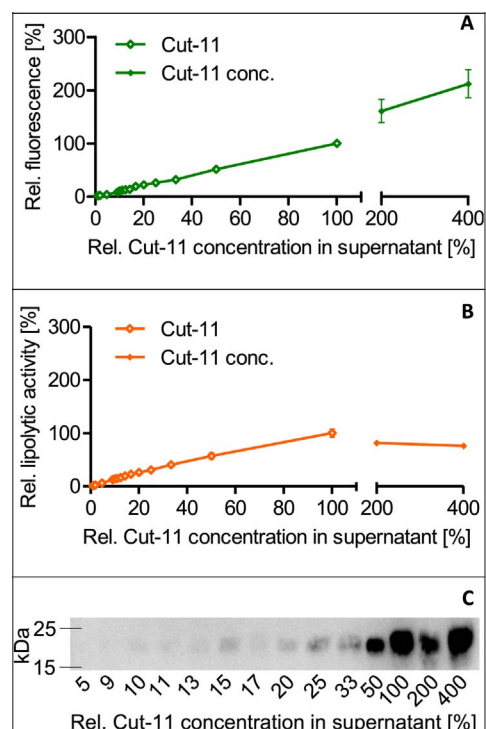 A
Rel. fluorescence [%]
300
200
100
0
Cut-11
Cut-11 conc.
0 20 40 60 80 100 200 400
Rel. Cut-11 concentration in supernatant [%]
B
Rel. lipolytic activity [%]
300
200
100
0
Cut-11
Cut-11 conc.
0 20 40 60 80 100 200 400
Rel. Cut-11 concentration in supernatant [%]
C
kDa
25
15
5 9 10 11 13 15 17 20 25 33 50 100 200 400
Rel. Cut-11 concentration in supernatant [%]